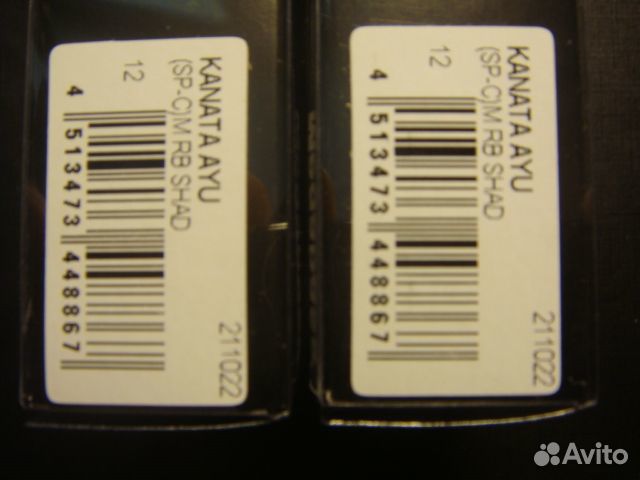 KANATA AYU
(SP-C)M RB SHAD
12
4 513473 448867
211022
KANATA AYU
(SP-C)M RB SHAD
12
4 513473 448867
211022
Avito